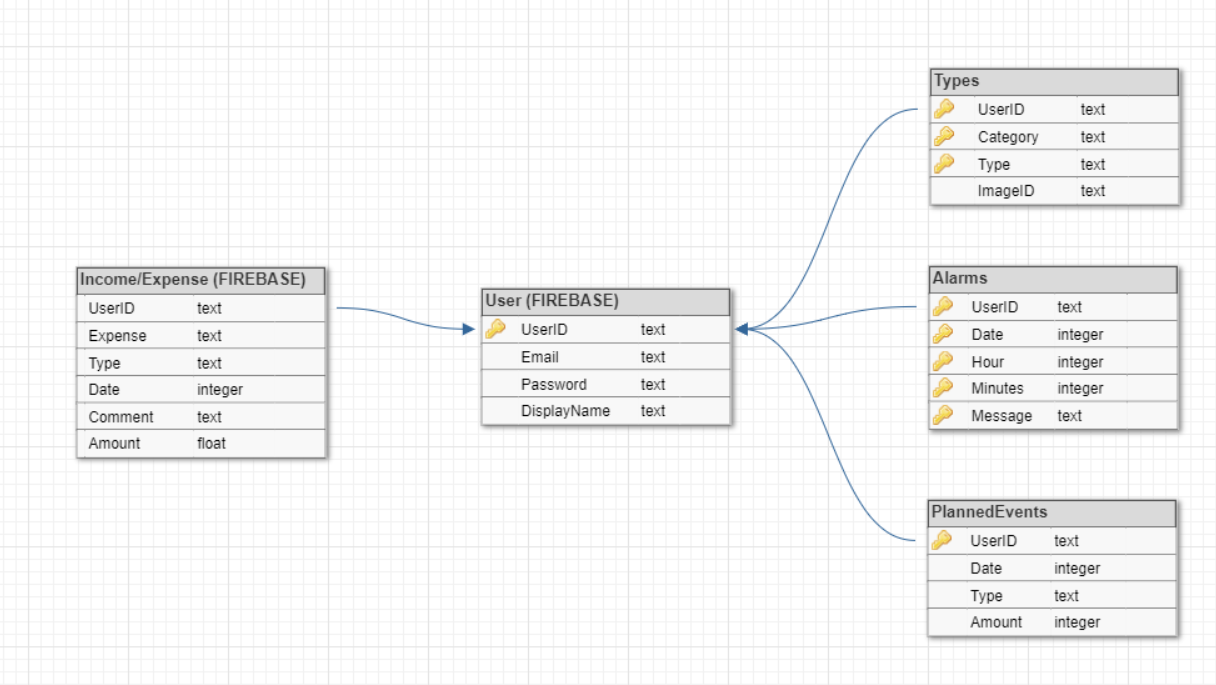 Types
UserID text
Category text
Type text
ImageID text
Income/Expense (FIREBASE)
UserID text
Expense text
Type text
Date integer
Comment text
Amount float
User (FIREBASE)
UserID text
Email text
Password text
DisplayName text
Alarms
UserID text
Date integer
Hour integer
Minutes integer
Message text
PlannedEvents
UserID text
Date integer
Type text
Amount integer